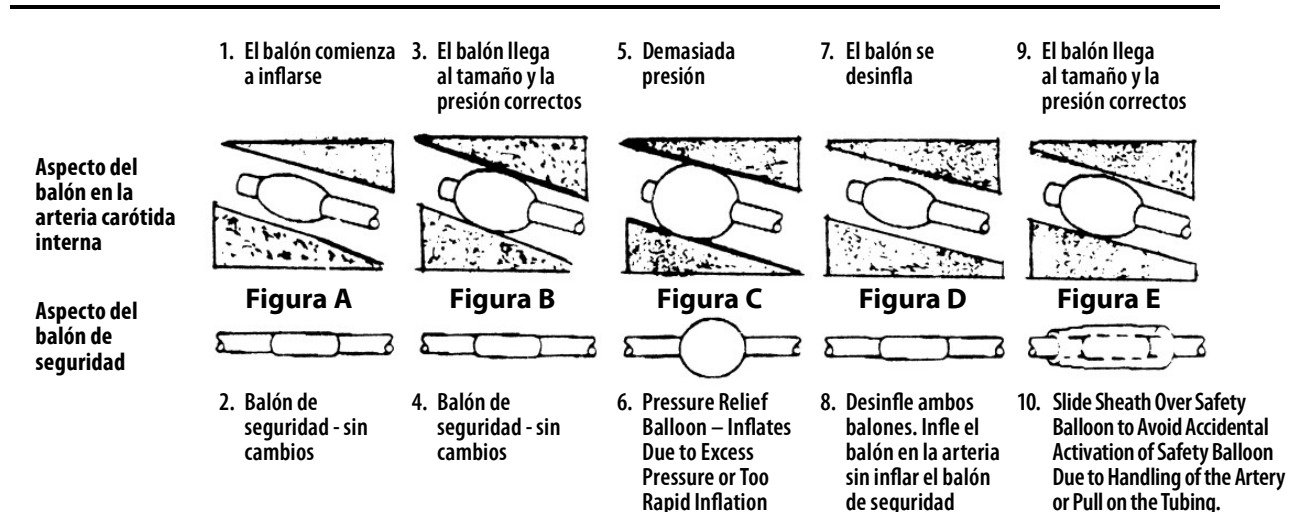 1. El balón comienza
a inflarse
3. El balón llega
al tamaño y la
presión correctos
5. Demasiada
presión
7. El balón se
desinfla
9. El balón llega
al tamaño y la
presión correctos
Aspecto del
balón en la
arteria carótida
interna
Figura A
Figura B
Figura C
Figura D
Figura E
Aspecto del
balón de
seguridad
2. Balón de
seguridad - sin
cambios
4. Balón de
seguridad - sin
cambios
6. Pressure Relief
Balloon – Inflates
Due to Excess
Pressure or Too
Rapid Inflation
8. Desinfle ambos
balones. Infle el
balón en la arteria
sin inflar el balón
de seguridad
10. Slide Sheath Over Safety
Balloon to Avoid Accidental
Activation of Safety Balloon
Due to Handling of the Artery
or Pull on the Tubing.